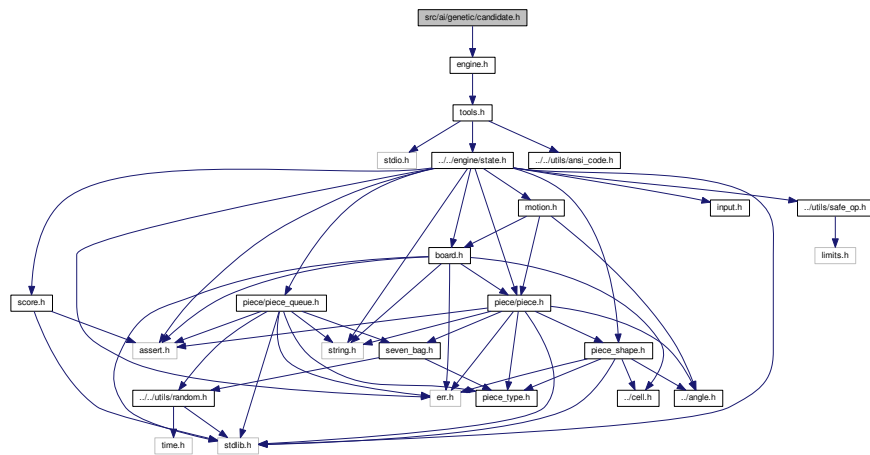 src/ai/genetic/candidate.h
engine.h
tools.h
stdio.h
../../engine/state.h
../../utils/ansi_code.h
motion.h
input.h
../utils/safe_op.h
board.h
limits.h
score.h
piece/piece_queue.h
piece/piece.h
assert.h
string.h
seven_bag.h
piece_shape.h
../../utils/random.h
err.h
piece_type.h
../cell.h
../angle.h
time.h
stdlib.h